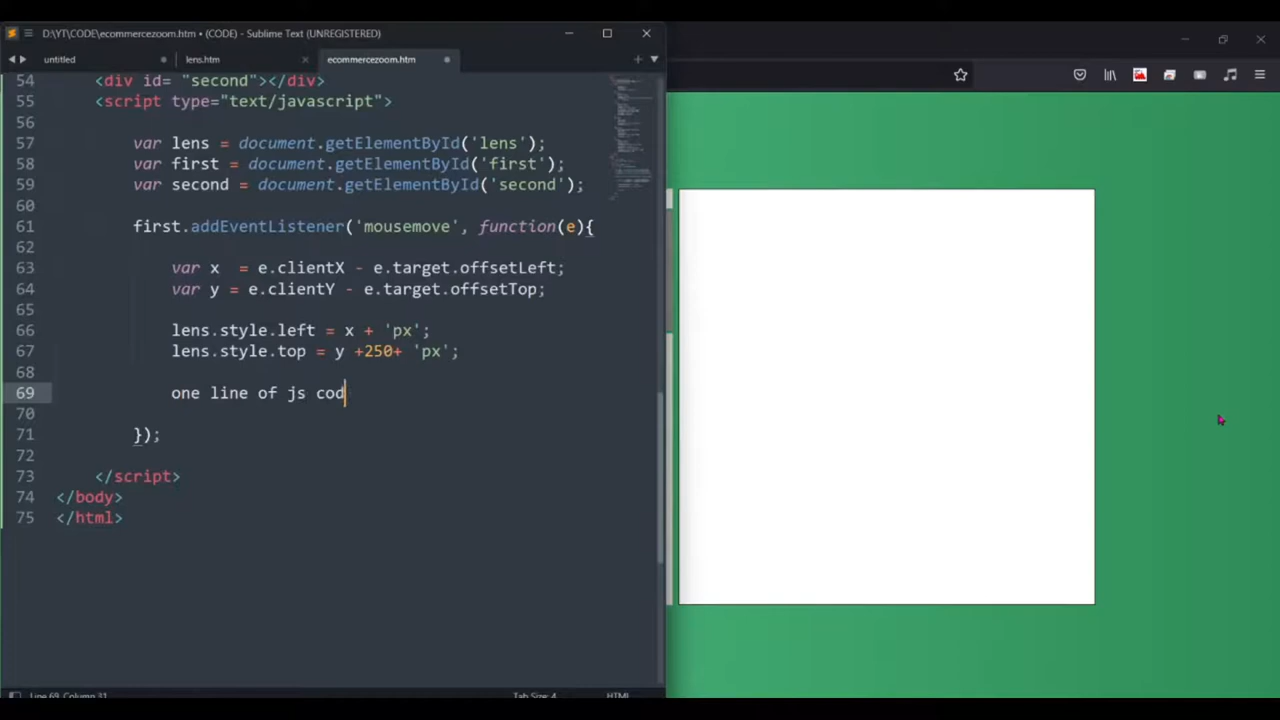 D:\YT\CODE\ecommercezoom.htm • (CODE) - Sublime Text (UNREGISTERED)
untitled lens.htm ecommercezoom.htm
54 <div id= "second"></div>
55 <script type="text/javascript">
56
57 var lens = document.getElementById('lens');
58 var first = document.getElementById('first');
59 var second = document.getElementById('second');
60
61 first.addEventListener('mousemove', function(e){
62
63 var x  = e.clientX - e.target.offsetLeft;
64 var y = e.clientY - e.target.offsetTop;
65
66 lens.style.left = x + 'px';
67 lens.style.top = y +250+ 'px';
68
69 one line of js cod
70
71 });
72
73 </script>
74 </body>
75 </html>
Line 69, Column 31 Tab Size: 4 HTML